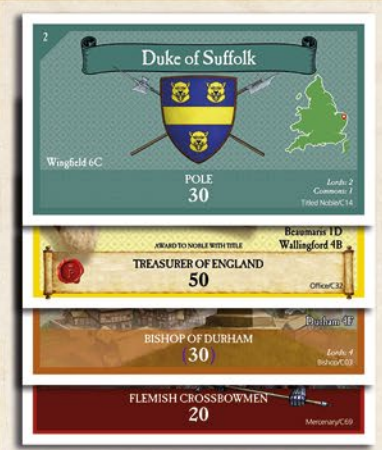 2
Duke of Suffolk
Wingfield 6C
POLE
30
Lords: 2
Commons: 1
Titled Noble/C14
Beaumaris 1D
AWARD TO NOBLE WITH TITLE
Wallingford 4B
TREASURER OF ENGLAND
50
Office/C32
Durham 4F
BISHOP OF DURHAM
(30)
Lords: 4
Bishop/C03
FLEMISH CROSSBOWMEN
20
Mercenary/C69